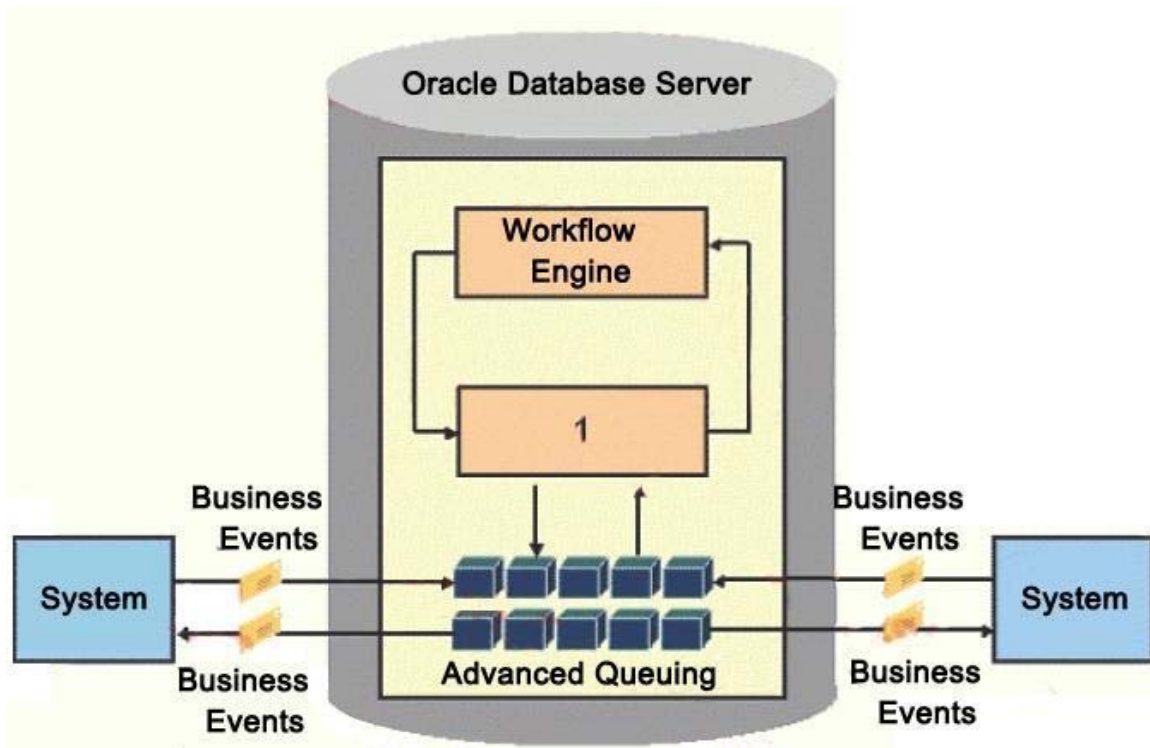 Oracle Database Server
Workflow
Engine
1
Business
Events
Business
Events
System
System
Business
Events
Advanced Queuing
Business
Events